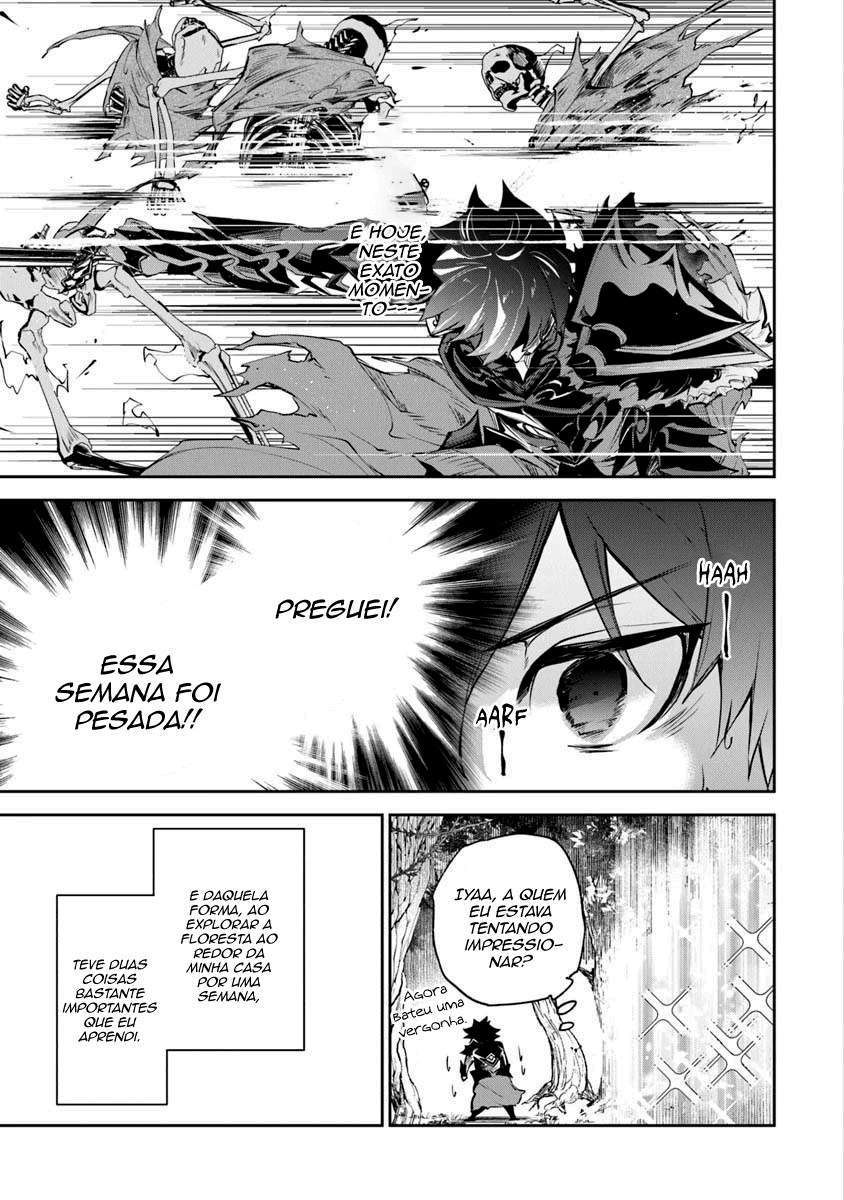 E HOJE,
NESTE
EXATO
MOMEN-
TO----
HAAH
PREGUEI!
ESSA
SEMANA FOI
PESADA!!
AARF
IYAA, A QUEM
EU ESTAVA
TENTANDO
IMPRESSIO-
NAR?
Agora
Bateu uma
vergonha.
E DAQUELA
FORMA, AO
EXPLORAR A
FLORESTA AO
REDOR DA
MINHA CASA
POR UMA
SEMANA,
TEVE DUAS
COISAS
BASTANTE
IMPORTANTES
QUE EU
APRENDI.